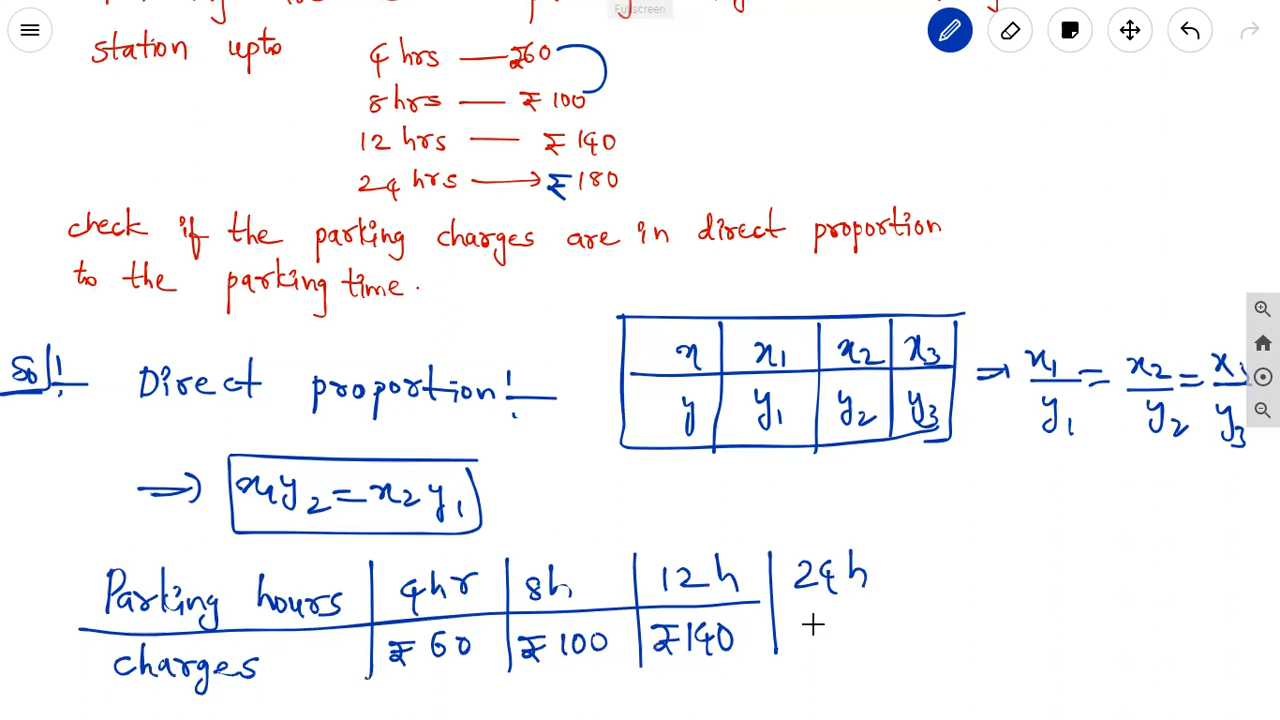 Fullscreen
station upto
4 hrs — ₹60
8 hrs — ₹ 100
12 hrs — ₹ 140
24 hrs → ₹ 180
check if the parking charges are in direct proportion
to the parking time.
Sol! Direct proportion!
x | x1 | x2 | x3
y | y1 | y2 | y3
⇒ x1/y1 = x2/y2 = x3/y3
⇒ x1y2 = x2y1
Parking hours | 4hr | 8h | 12h | 24h
charges | ₹ 60 | ₹ 100 | ₹ 140